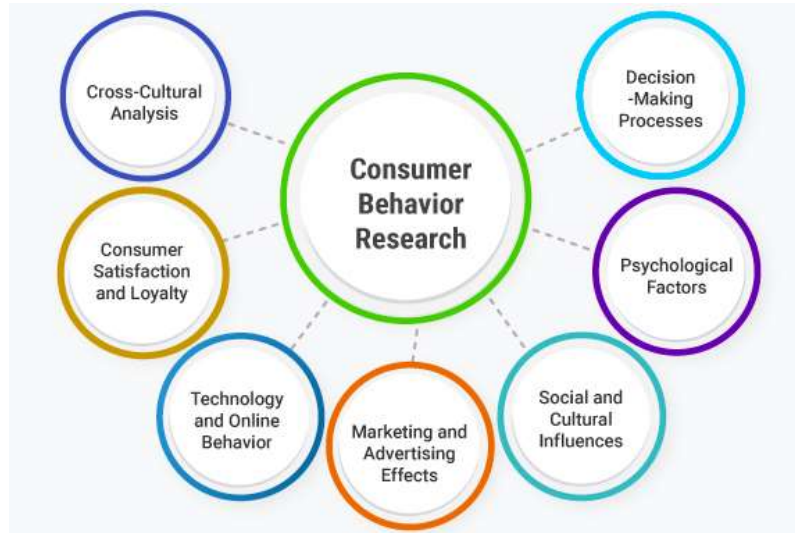 Consumer
Behavior
Research
Cross-Cultural
Analysis
Consumer
Satisfaction
and Loyalty
Technology
and Online
Behavior
Marketing and
Advertising
Effects
Social and
Cultural
Influences
Psychological
Factors
Decision
-Making
Processes